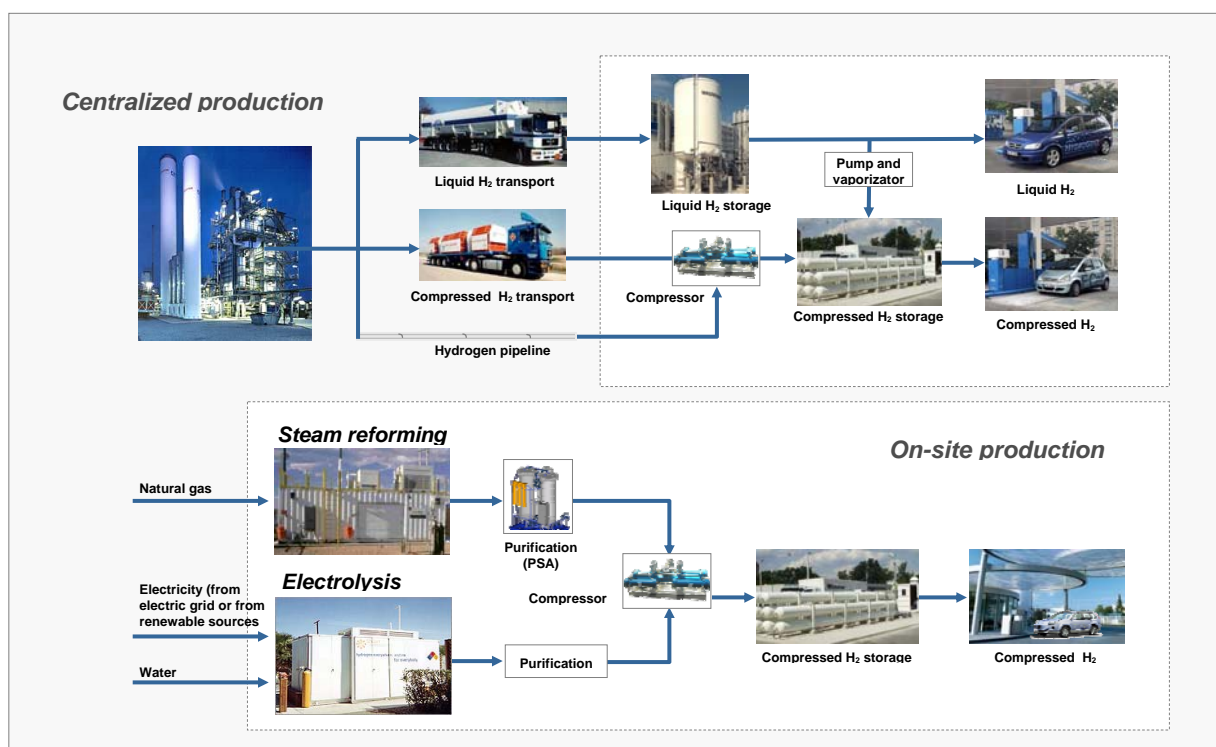 Centralized production
Liquid H₂ transport
Compressed H₂ transport
Hydrogen pipeline
Liquid H₂ storage
Pump and
vaporizator
Liquid H₂
Compressor
Compressed H₂ storage
Compressed H₂
On-site production
Steam reforming
Natural gas
Purification
(PSA)
Electricity (from
electric grid or from
renewable sources
Water
Electrolysis
Purification
Compressor
Compressed H₂ storage
Compressed H₂